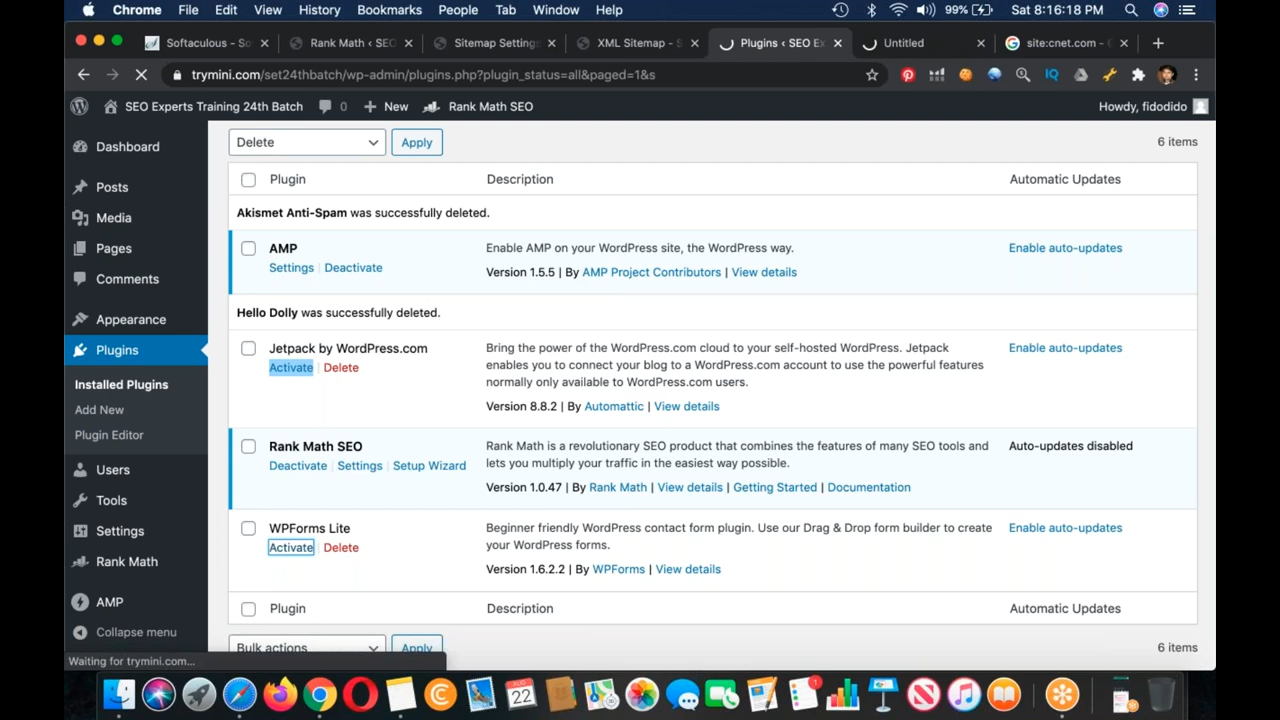 Chrome File Edit View History Bookmarks People Tab Window Help 99% Sat 8:16:18 PM
Softaculous - So Rank Math ‹ SEO Sitemap Settings XML Sitemap - S Plugins ‹ SEO Ex Untitled site:cnet.com - G
trymini.com/set24thbatch/wp-admin/plugins.php?plugin_status=all&paged=1&s
SEO Experts Training 24th Batch 0 New Rank Math SEO Howdy, fidodido
Dashboard
Posts
Media
Pages
Comments
Appearance
Plugins
Installed Plugins
Add New
Plugin Editor
Users
Tools
Settings
Rank Math
AMP
Collapse menu
Waiting for trymini.com...
Delete Apply 6 items
Plugin Description Automatic Updates
Akismet Anti-Spam was successfully deleted.
AMP Enable AMP on your WordPress site, the WordPress way. Enable auto-updates
Settings | Deactivate Version 1.5.5 | By AMP Project Contributors | View details
Hello Dolly was successfully deleted.
Jetpack by WordPress.com Bring the power of the WordPress.com cloud to your self-hosted WordPress. Jetpack Enable auto-updates
Activate | Delete enables you to connect your blog to a WordPress.com account to use the powerful features
normally only available to WordPress.com users.
Version 8.8.2 | By Automattic | View details
Rank Math SEO Rank Math is a revolutionary SEO product that combines the features of many SEO tools and Auto-updates disabled
Deactivate | Settings | Setup Wizard lets you multiply your traffic in the easiest way possible.
Version 1.0.47 | By Rank Math | View details | Getting Started | Documentation
WPForms Lite Beginner friendly WordPress contact form plugin. Use our Drag & Drop form builder to create Enable auto-updates
Activate | Delete your WordPress forms.
Version 1.6.2.2 | By WPForms | View details
Plugin Description Automatic Updates
Bulk actions Apply 6 items
AUG
22
1